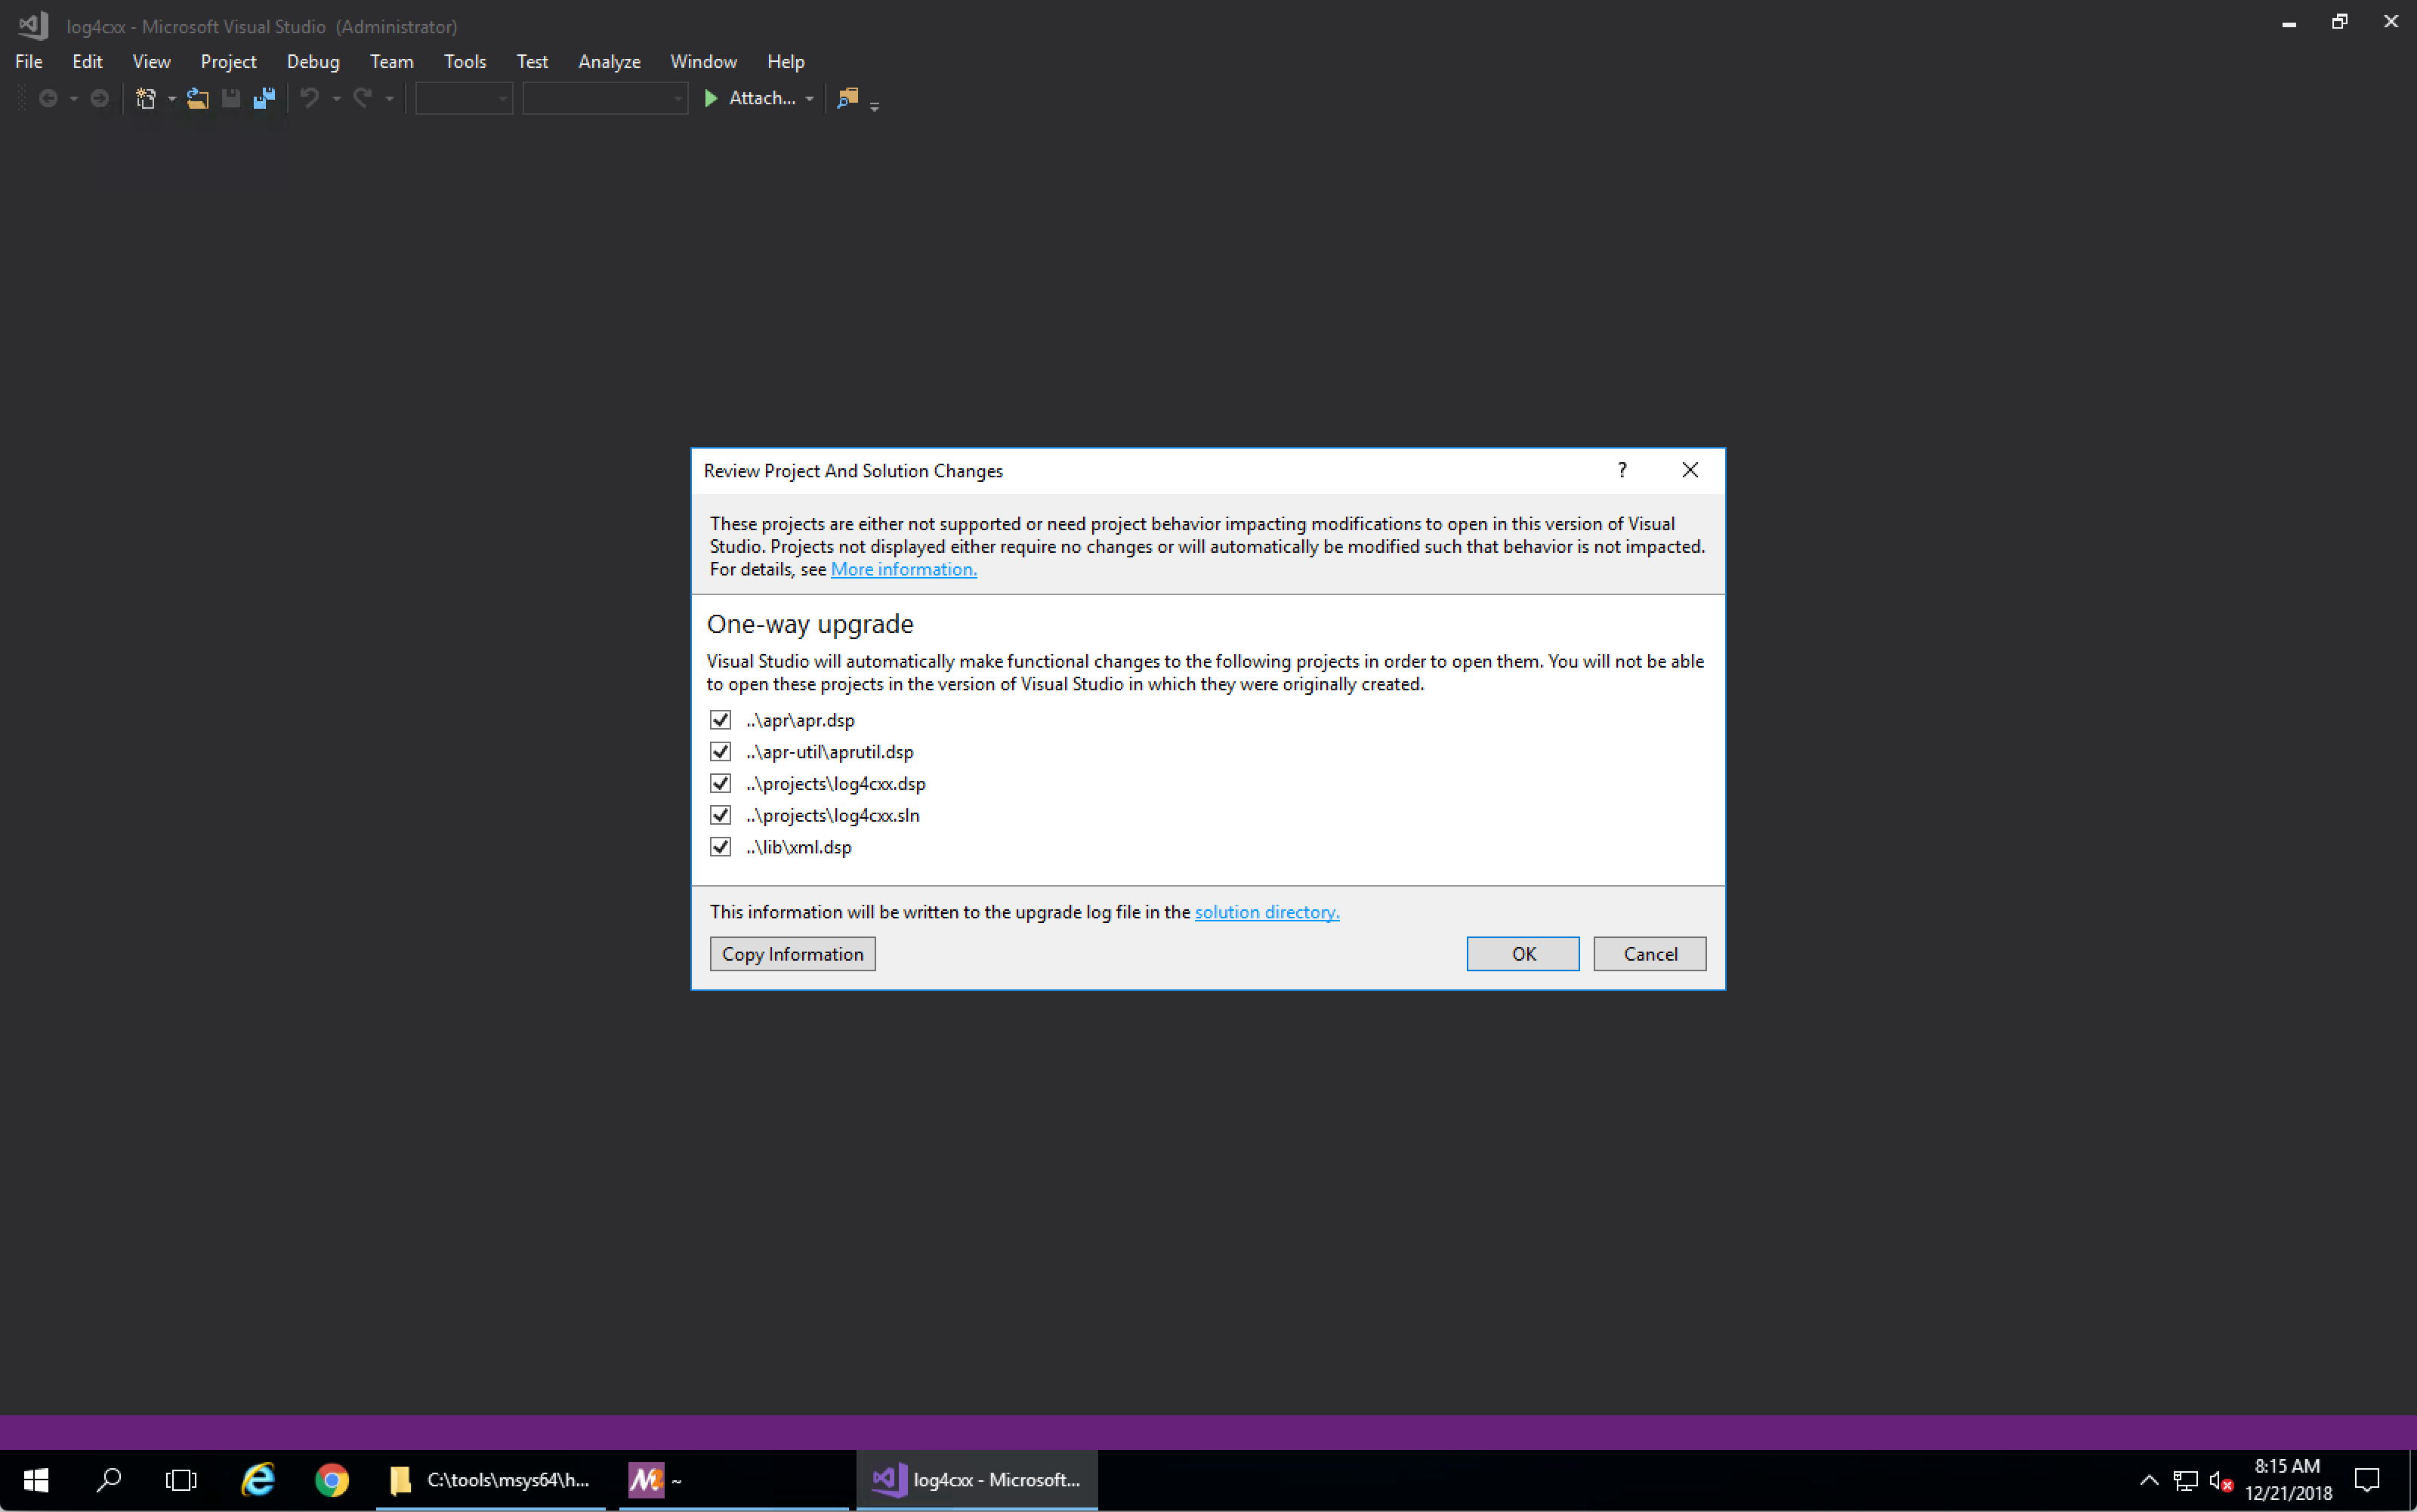 log4cxx - Microsoft Visual Studio (Administrator)
File Edit View Project Debug Team Tools Test Analyze Window Help
Attach...
Review Project And Solution Changes
?
These projects are either not supported or need project behavior impacting modifications to open in this version of Visual
Studio. Projects not displayed either require no changes or will automatically be modified such that behavior is not impacted.
For details, see More information.
One-way upgrade
Visual Studio will automatically make functional changes to the following projects in order to open them. You will not be able
to open these projects in the version of Visual Studio in which they were originally created.
..\apr\apr.dsp
..\apr-util\aprutil.dsp
..\projects\log4cxx.dsp
..\projects\log4cxx.sln
..\lib\xml.dsp
This information will be written to the upgrade log file in the solution directory.
Copy Information OK Cancel
C:\tools\msys64\h... ~ log4cxx - Microsoft...
8:15 AM
12/21/2018